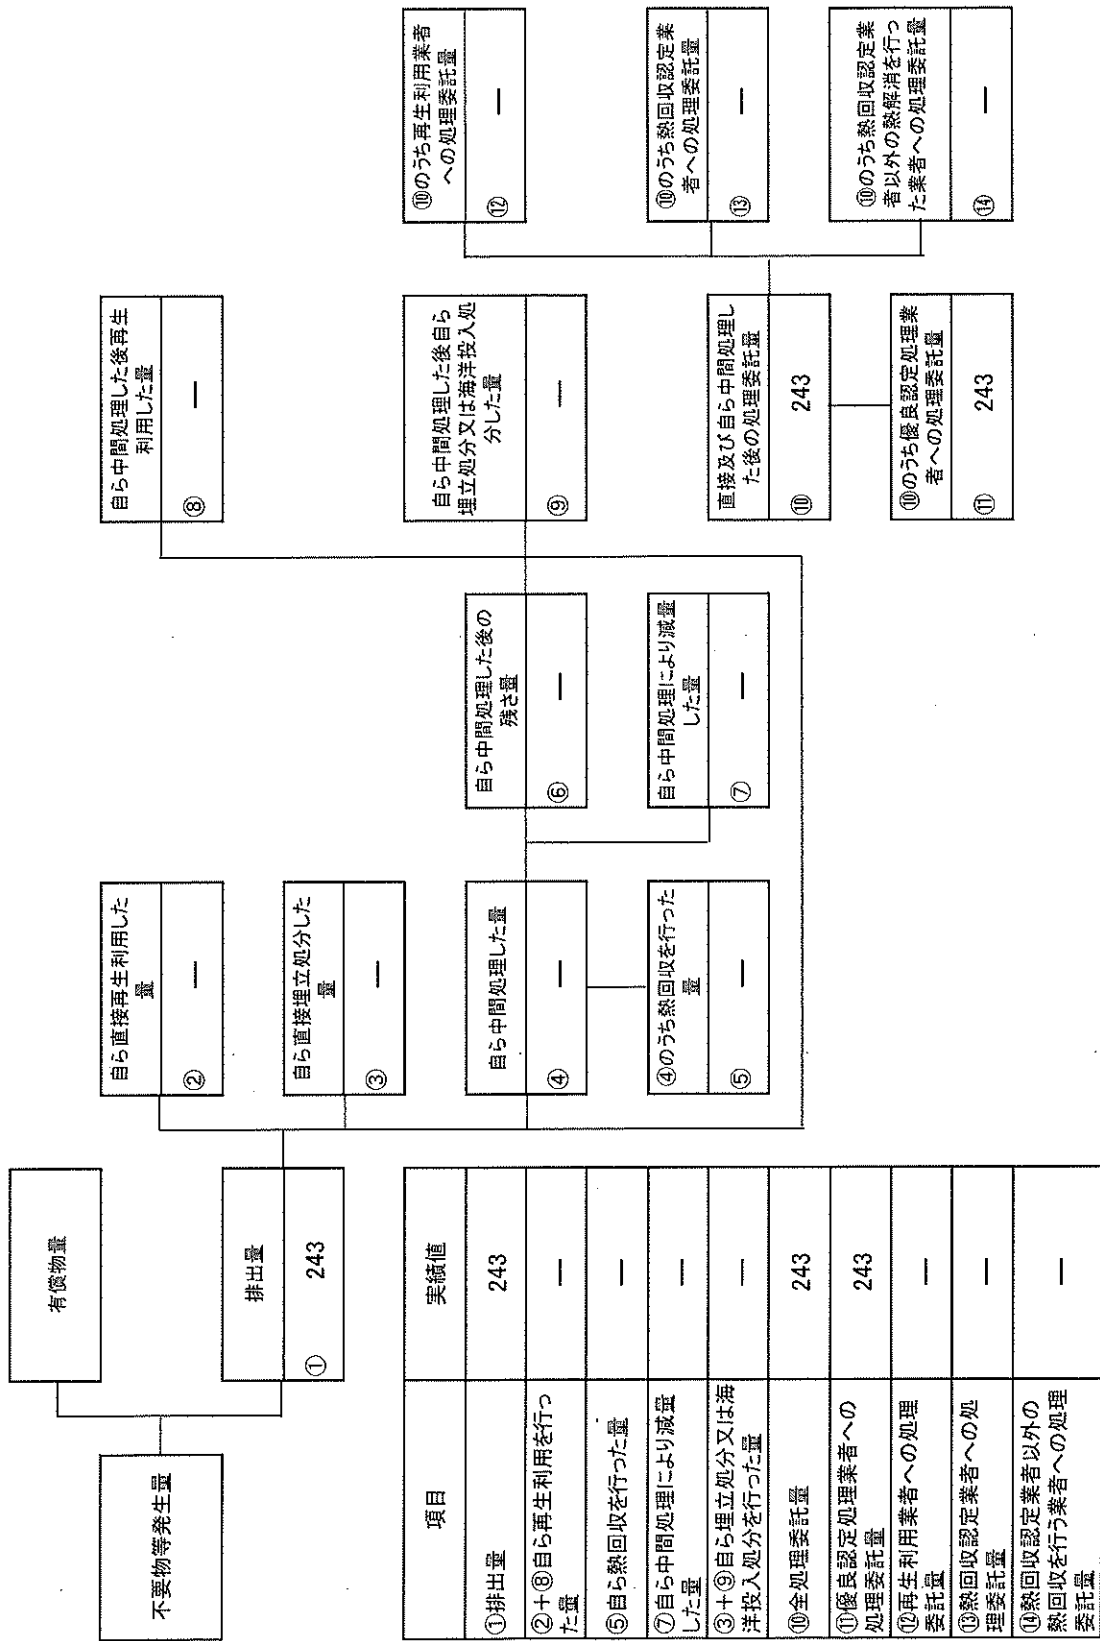 不要物等発生量
有償物量
排出量
① 243
自ら直接再生利用した
量
② ―
自ら直接埋立処分した
量
③ ―
自ら中間処理した量
④ ―
④のうち熱回収を行った
量
⑤ ―
自ら中間処理した後の
残さ量
⑥ ―
自ら中間処理により減量
した量
⑦ ―
自ら中間処理した後再生
利用した量
⑧ ―
自ら中間処理した後自ら
埋立処分又は海洋投入処
分した量
⑨ ―
直接及び自ら中間処理し
た後の処理委託量
⑩ 243
⑩のうち優良認定処理業
者への処理委託量
⑪ 243
⑩のうち再生利用業者
への処理委託量
⑫ ―
⑩のうち熱回収認定業
者への処理委託量
⑬ ―
⑩のうち熱回収認定業
者以外の熱解消を行っ
た業者への処理委託量
⑭ ―
項目 実績値
①排出量 243
②+⑧自ら再生利用を行っ
た量 ―
⑤自ら熱回収を行った量 ―
⑦自ら中間処理により減量
した量 ―
③+⑨自ら埋立処分又は海
洋投入処分を行った量 ―
⑩全処理委託量 243
⑪優良認定処理業者への
処理委託量 243
⑫再生利用業者への処理
委託量 ―
⑬熱回収認定業者への処
理委託量 ―
⑭熱回収認定業者以外の
熱回収を行う業者への処理
委託量 ―